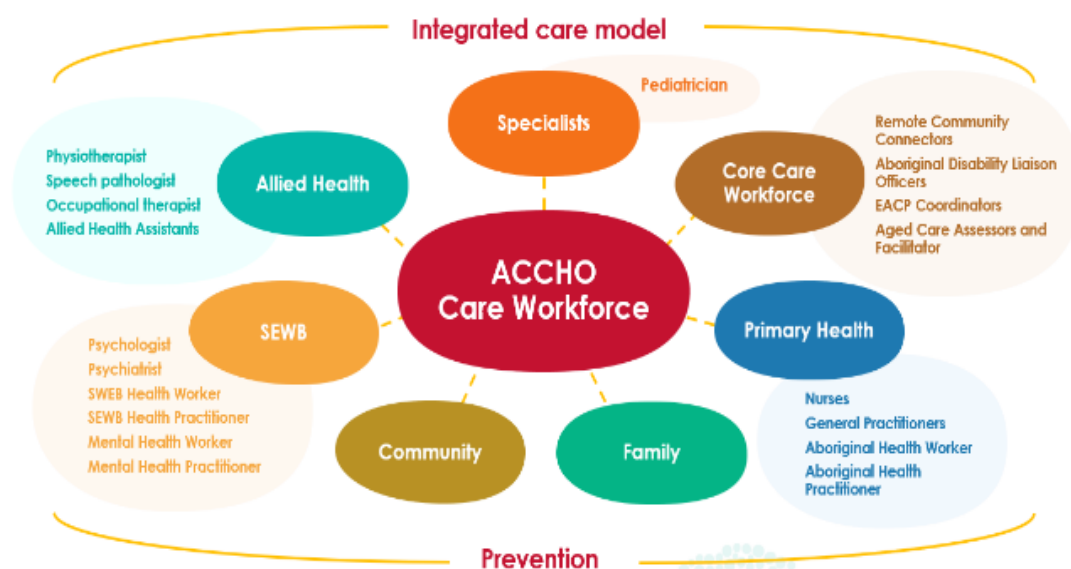 Integrated care model
Specialists
Pediatrician
Allied Health
Physiotherapist
Speech pathologist
Occupational therapist
Allied Health Assistants
Core Care
Workforce
Remote Community
Connectors
Aboriginal Disability Liaison
Officers
EACP Coordinators
Aged Care Assessors and
Facilitator
ACCHO
Care Workforce
SEWB
Psychologist
Psychiatrist
SWEB Health Worker
SEWB Health Practitioner
Mental Health Worker
Mental Health Practitioner
Primary Health
Nurses
General Practitioners
Aboriginal Health Worker
Aboriginal Health
Practitioner
Community
Family
Prevention